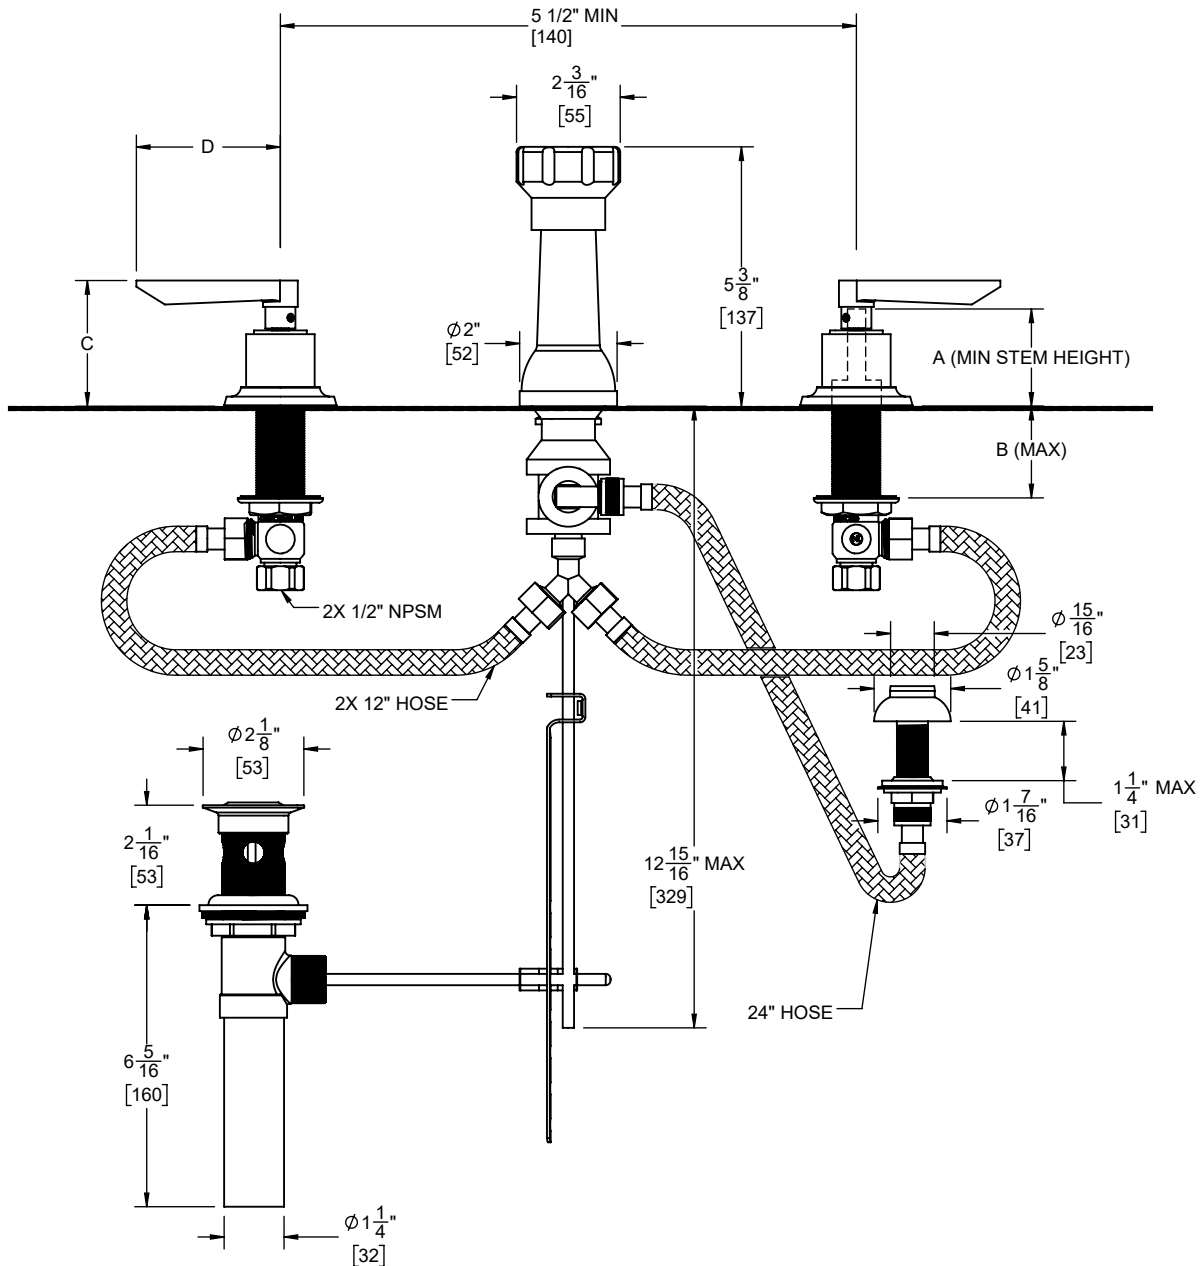 5 1/2" MIN
[140]
2 3/16"
[55]
D
5 3/8"
[137]
C
Ø2"
[52]
A (MIN STEM HEIGHT)
B (MAX)
2X 1/2" NPSM
Ø 15/16"
[23]
2X 12" HOSE
Ø1 5/8"
[41]
Ø2 1/8"
[53]
1 1/4" MAX
[31]
Ø1 7/16"
[37]
2 1/16"
[53]
12 15/16" MAX
[329]
24" HOSE
6 5/16"
[160]
Ø1 1/4"
[32]